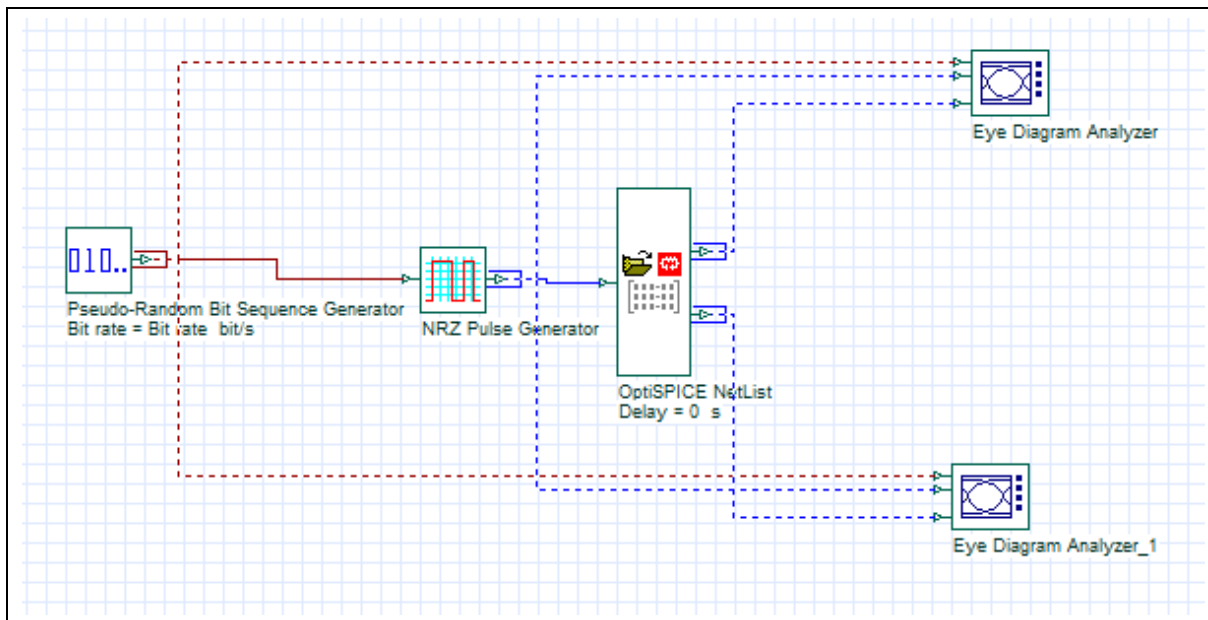 Eye Diagram Analyzer
010..
Pseudo-Random Bit Sequence Generator
Bit rate = Bit rate bit/s
NRZ Pulse Generator
OptiSPICE NetList
Delay = 0 s
Eye Diagram Analyzer_1